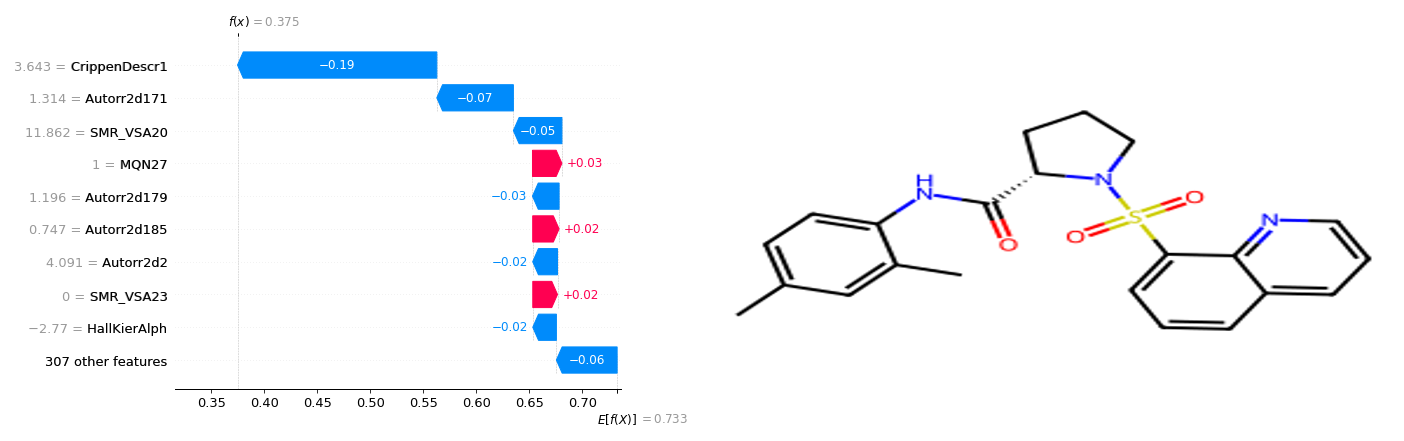 f(x) = 0.375
3.643 = CrippenDescr1
−0.19
1.314 = Autorr2d171
−0.07
11.862 = SMR_VSA20
−0.05
1 = MQN27
+0.03
1.196 = Autorr2d179
−0.03
0.747 = Autorr2d185
+0.02
4.091 = Autorr2d2
−0.02
0 = SMR_VSA23
+0.02
−2.77 = HallKierAlph
−0.02
307 other features
−0.06
0.35 0.40 0.45 0.50 0.55 0.60 0.65 0.70
E[f(X)] = 0.733
H
N
O
N
S
O
O
N